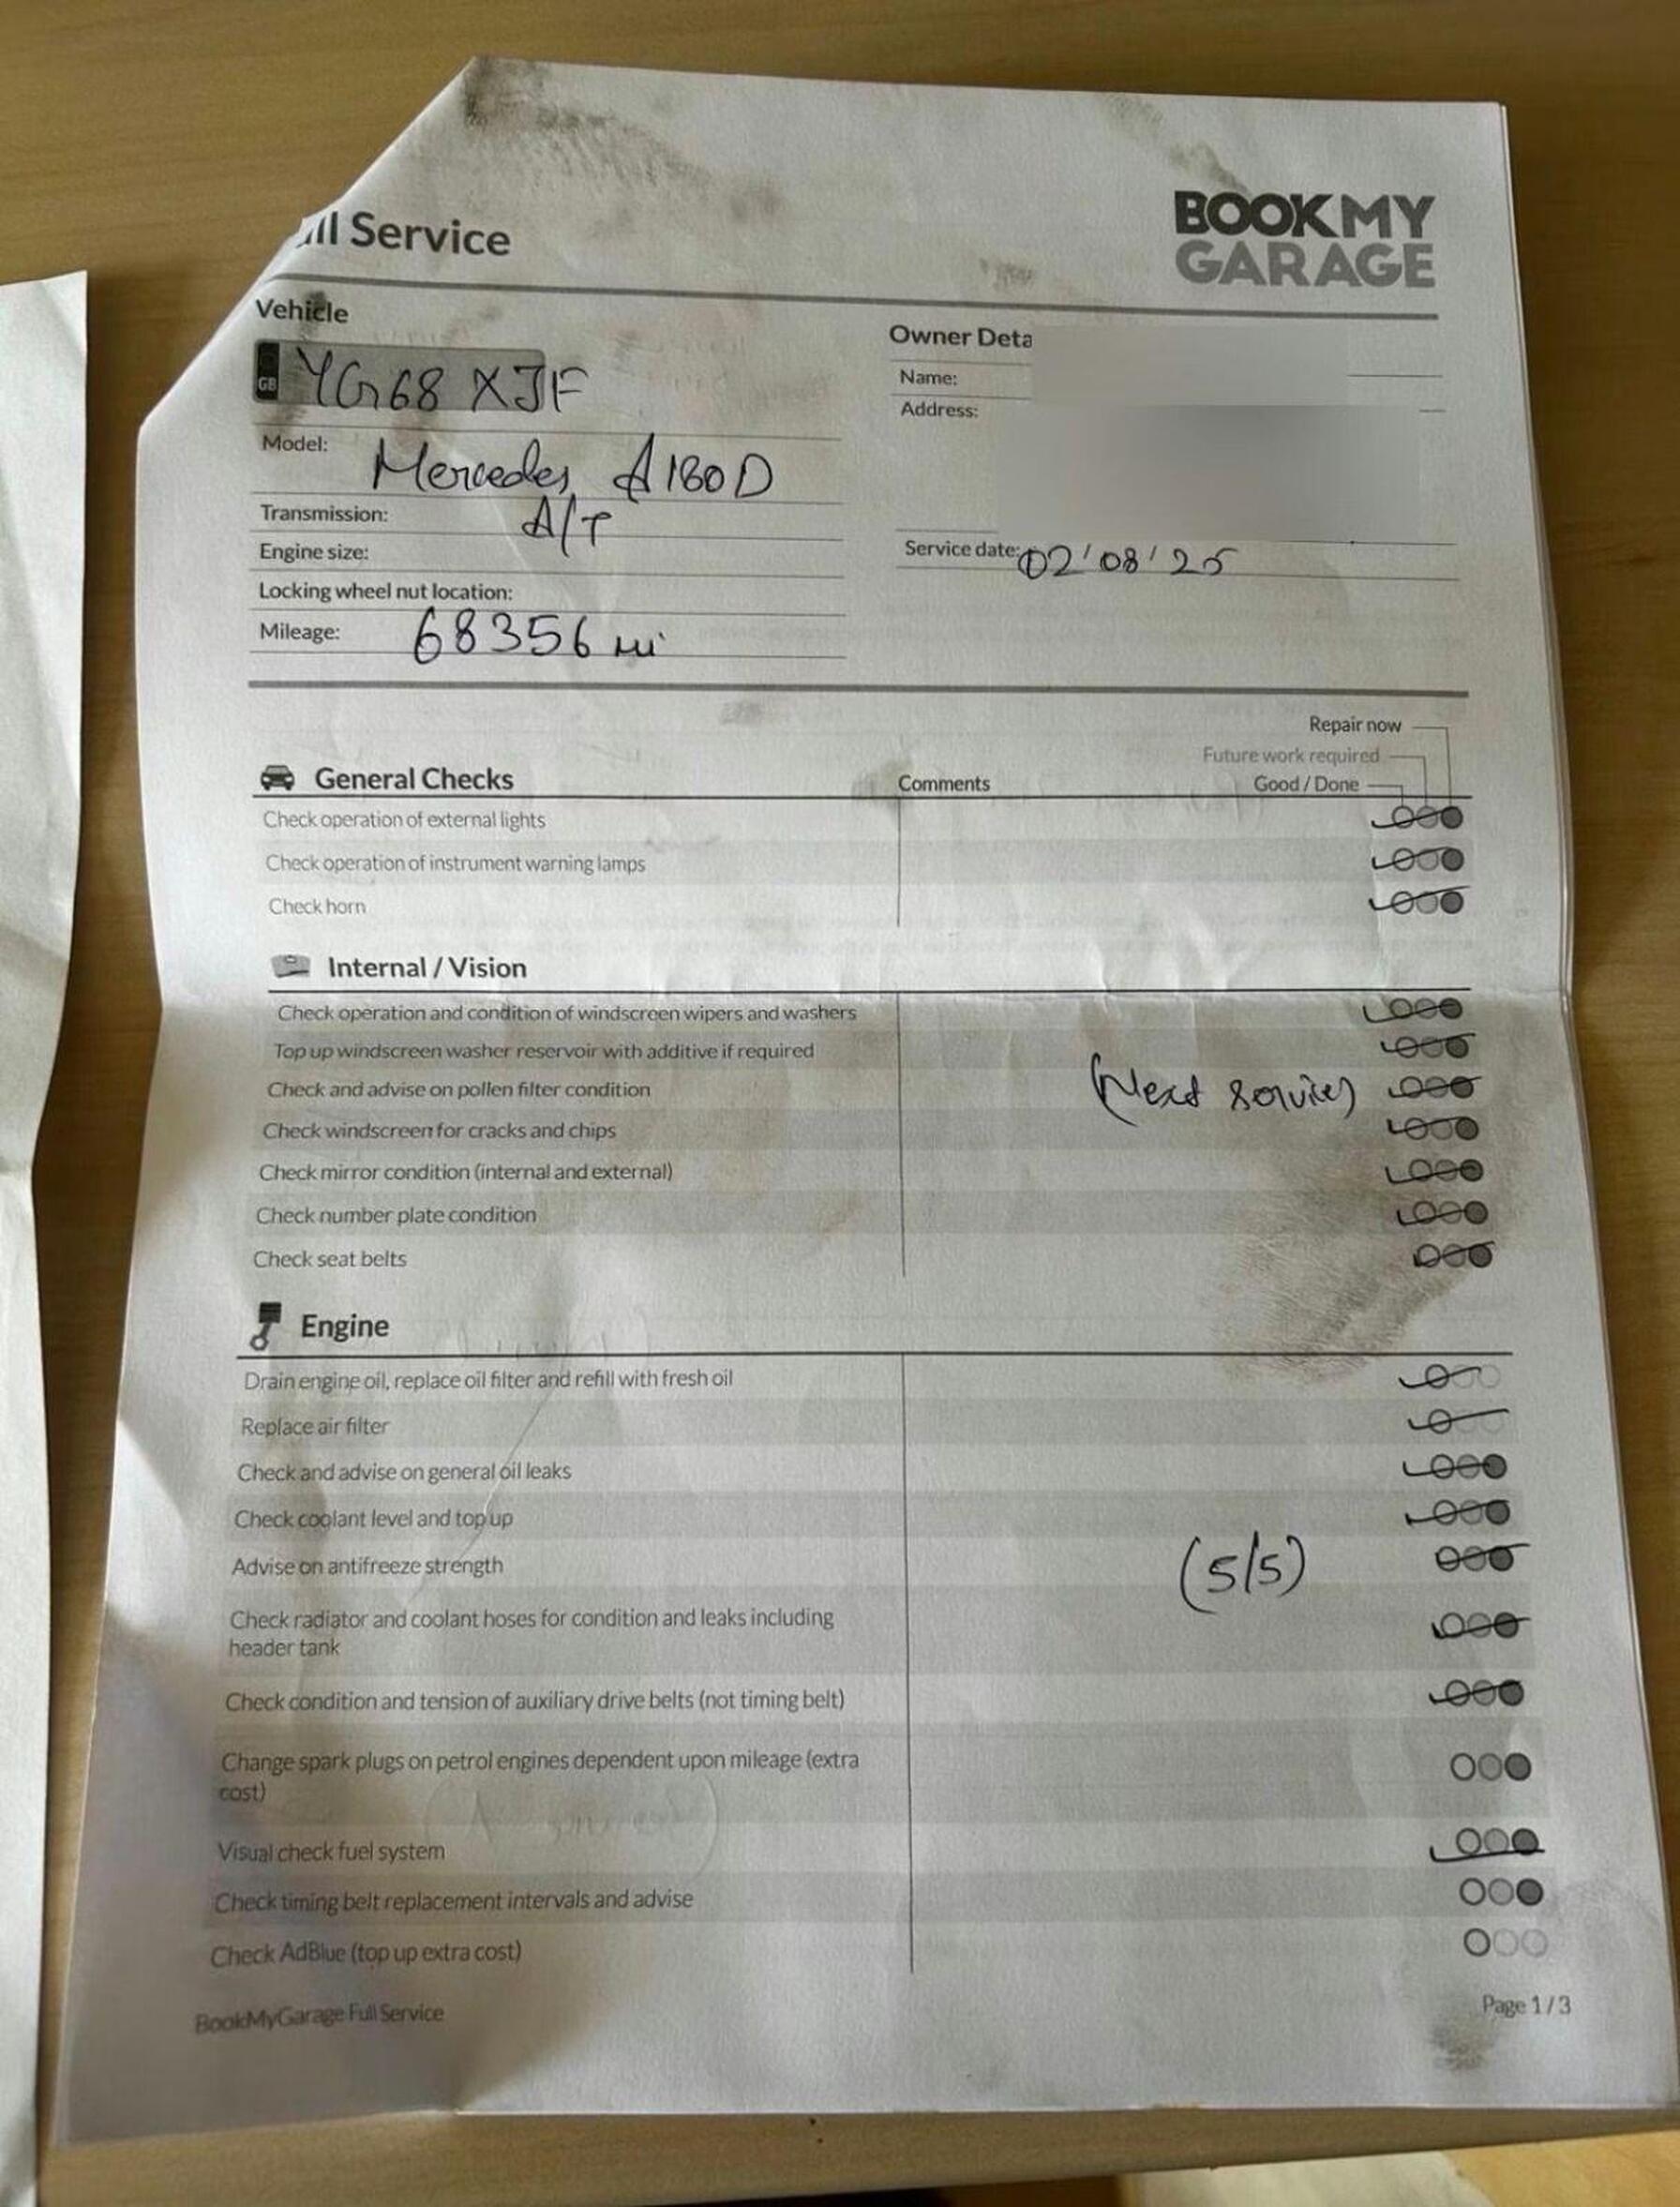 ll Service
BOOKMY
GARAGE
Vehicle
GB YG68 XJF
Model: Mercedes A180D
Transmission: A/T
Engine size:
Locking wheel nut location:
Mileage: 68356 mi
Owner Deta
Name:
Address:
Service date: 02/08/25
Repair now
Future work required
Good / Done
General Checks
Comments
Check operation of external lights
Check operation of instrument warning lamps
Check horn
Internal / Vision
Check operation and condition of windscreen wipers and washers
Top up windscreen washer reservoir with additive if required
Check and advise on pollen filter condition (Next service)
Check windscreen for cracks and chips
Check mirror condition (internal and external)
Check number plate condition
Check seat belts
Engine
Drain engine oil, replace oil filter and refill with fresh oil
Replace air filter
Check and advise on general oil leaks
Check coolant level and top up
Advise on antifreeze strength (5/5)
Check radiator and coolant hoses for condition and leaks including
header tank
Check condition and tension of auxiliary drive belts (not timing belt)
Change spark plugs on petrol engines dependent upon mileage (extra
cost)
Visual check fuel system
Check timing belt replacement intervals and advise
Check AdBlue (top up extra cost)
BookMyGarage Full Service
Page 1 / 3